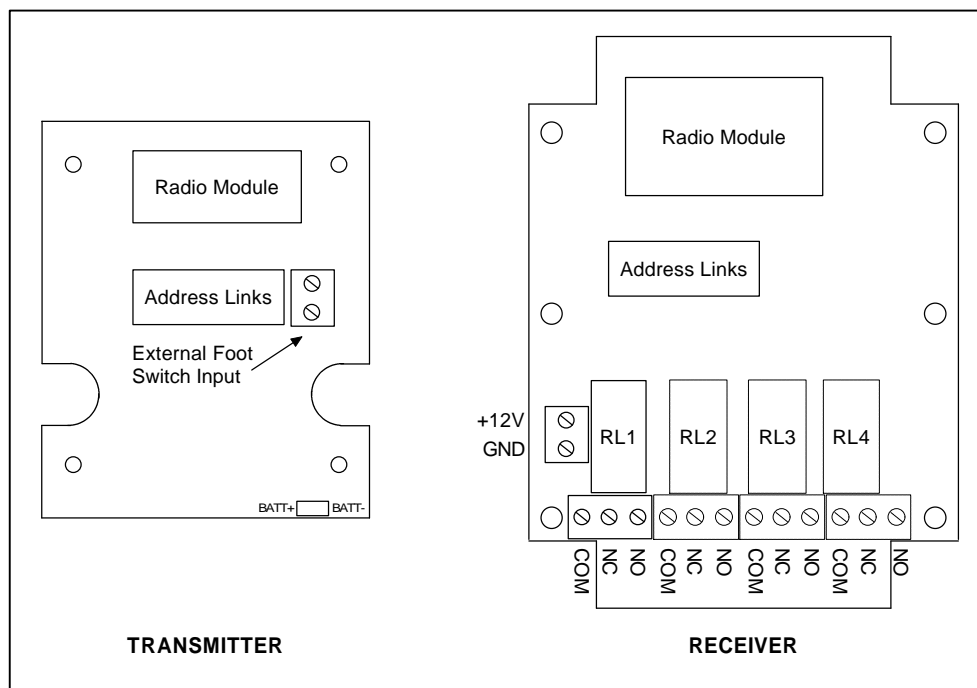 Radio Module
Address Links
External Foot
Switch Input
BATT+ BATT-
TRANSMITTER
Radio Module
Address Links
+12V
GND
RL1 RL2 RL3 RL4
COM NC NO COM NC NO COM NC NO COM NC NO
RECEIVER